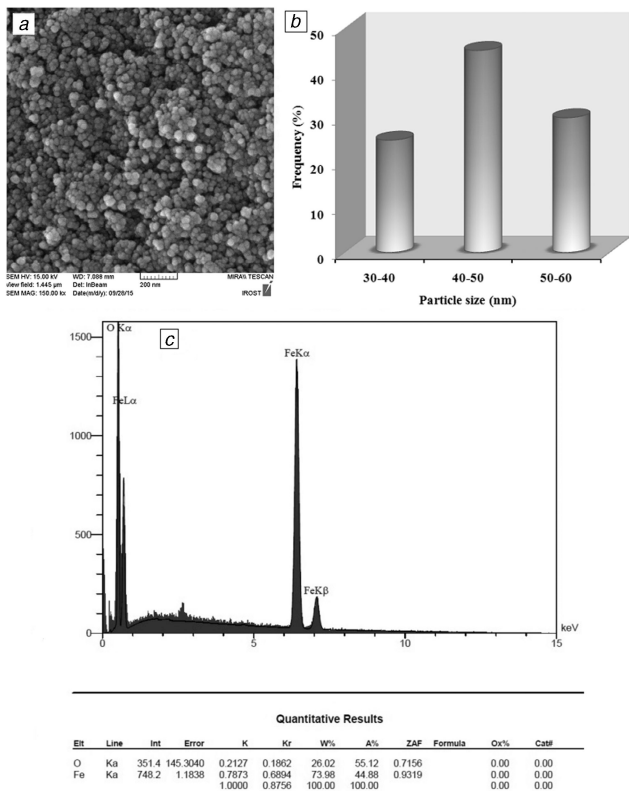 a
SEM HV: 15.00 kV WD: 7.088 mm MIRA\\ TESCAN
View field: 1.445 µm Det: InBeam 200 nm
SEM MAG: 150.00 kx Date(m/d/y): 09/28/15 IROST
b
50
40
30
20
10
0
Frequency (%)
30-40 40-50 50-60
Particle size (nm)
c
O Kα
FeLα
FeKα
FeKβ
1500
1000
500
0
0 5 10 15
keV
Quantitative Results
Elt Line Int Error K Kr W% A% ZAF Formula Ox% Cat#
O Ka 351.4 145.3040 0.2127 0.1862 26.02 55.12 0.7156 0.00 0.00
Fe Ka 748.2 1.1838 0.7873 0.6894 73.98 44.88 0.9319 0.00 0.00
1.0000 0.8756 100.00 100.00 0.00 0.00